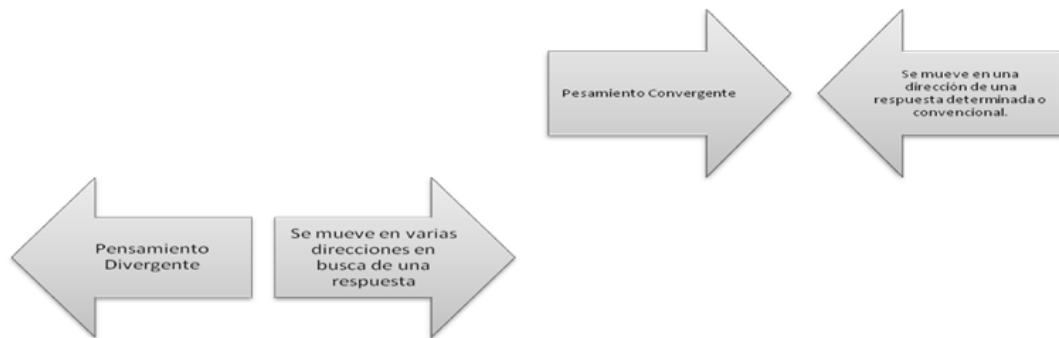 Pesamiento Convergente
Se mueve en una
dirección de una
respuesta determinada o
convencional.
Pensamiento
Divergente
Se mueve en varias
direcciones en
busca de una
respuesta